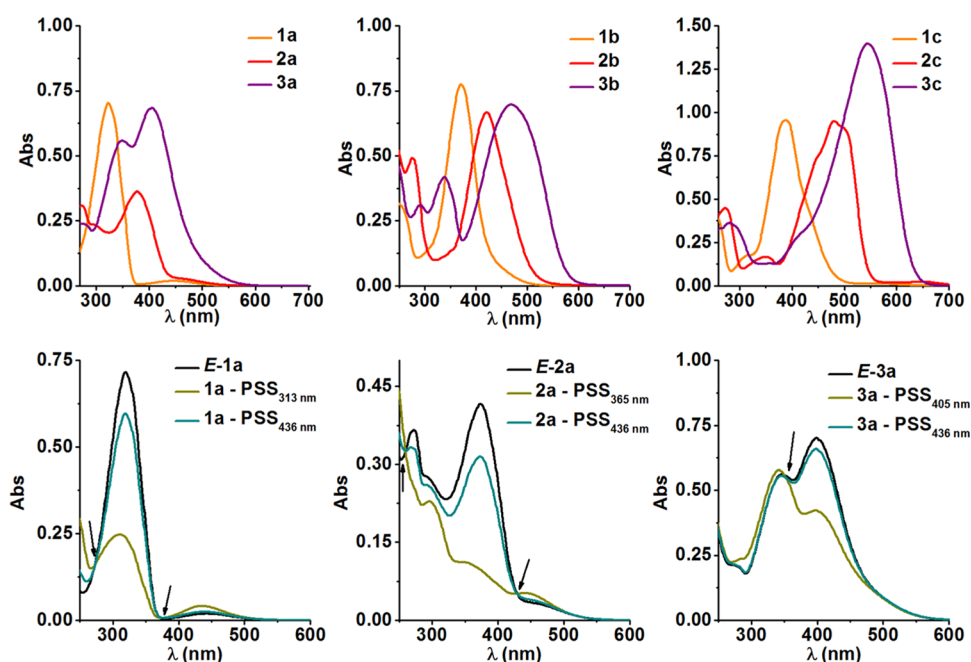 1.00
0.75
0.50
0.25
0.00
Abs
1a
2a
3a
300 400 500 600 700
λ (nm)
1.00
0.75
0.50
0.25
0.00
Abs
1b
2b
3b
300 400 500 600 700
λ (nm)
1.50
1.25
1.00
0.75
0.50
0.25
0.00
Abs
1c
2c
3c
300 400 500 600 700
λ (nm)
0.75
0.50
0.25
0.00
Abs
E-1a
1a - PSS313 nm
1a - PSS436 nm
300 400 500 600
λ (nm)
0.45
0.30
0.15
0.00
Abs
E-2a
2a - PSS365 nm
2a - PSS436 nm
300 400 500 600
λ (nm)
1.00
0.75
0.50
0.25
0.00
Abs
E-3a
3a - PSS405 nm
3a - PSS436 nm
300 400 500 600
λ (nm)